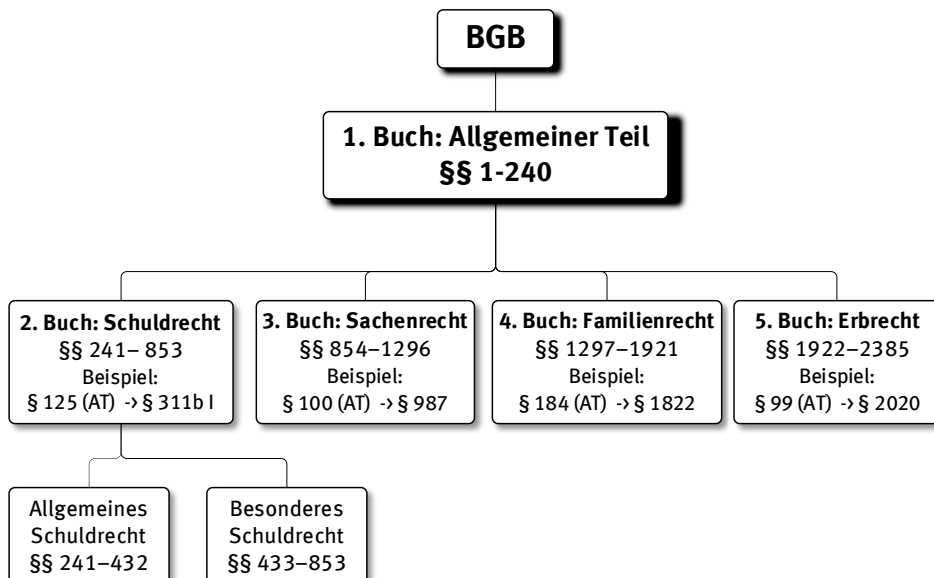 BGB
1. Buch: Allgemeiner Teil
§§ 1-240
2. Buch: Schuldrecht
§§ 241– 853
Beispiel:
§ 125 (AT) -> § 311b I
3. Buch: Sachenrecht
§§ 854–1296
Beispiel:
§ 100 (AT) -> § 987
4. Buch: Familienrecht
§§ 1297–1921
Beispiel:
§ 184 (AT) -> § 1822
5. Buch: Erbrecht
§§ 1922–2385
Beispiel:
§ 99 (AT) -> § 2020
Allgemeines
Schuldrecht
§§ 241–432
Besonderes
Schuldrecht
§§ 433–853